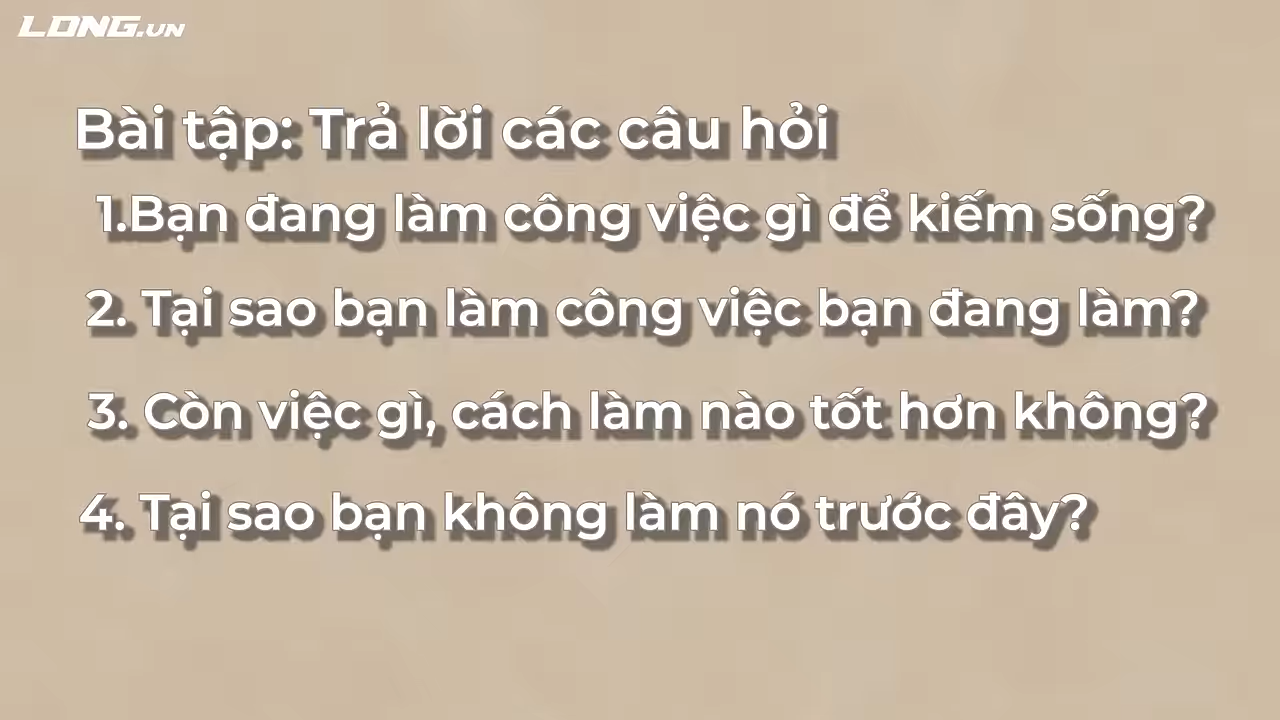 LONG.VN
Bài tập: Trả lời các câu hỏi
1.Bạn đang làm công việc gì để kiếm sống?
2. Tại sao bạn làm công việc bạn đang làm?
3. Còn việc gì, cách làm nào tốt hơn không?
4. Tại sao bạn không làm nó trước đây?